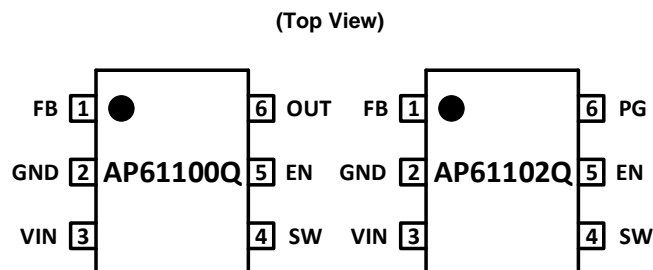 (Top View)
FB 1 6 OUT FB 1 6 PG
GND 2 AP61100Q 5 EN GND 2 AP61102Q 5 EN
VIN 3 4 SW VIN 3 4 SW